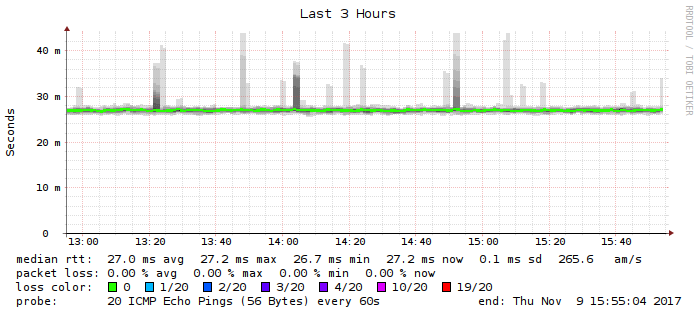 Last 3 Hours
RRDTOOL / TOBI OETIKER
Seconds
40 m
30 m
20 m
10 m
0
13:00 13:20 13:40 14:00 14:20 14:40 15:00 15:20 15:40
median rtt: 27.0 ms avg 27.2 ms max 26.7 ms min 27.2 ms now 0.1 ms sd 265.6 am/s
packet loss: 0.00 % avg 0.00 % max 0.00 % min 0.00 % now
loss color: 0 1/20 2/20 3/20 4/20 10/20 19/20
probe: 20 ICMP Echo Pings (56 Bytes) every 60s end: Thu Nov 9 15:55:04 2017